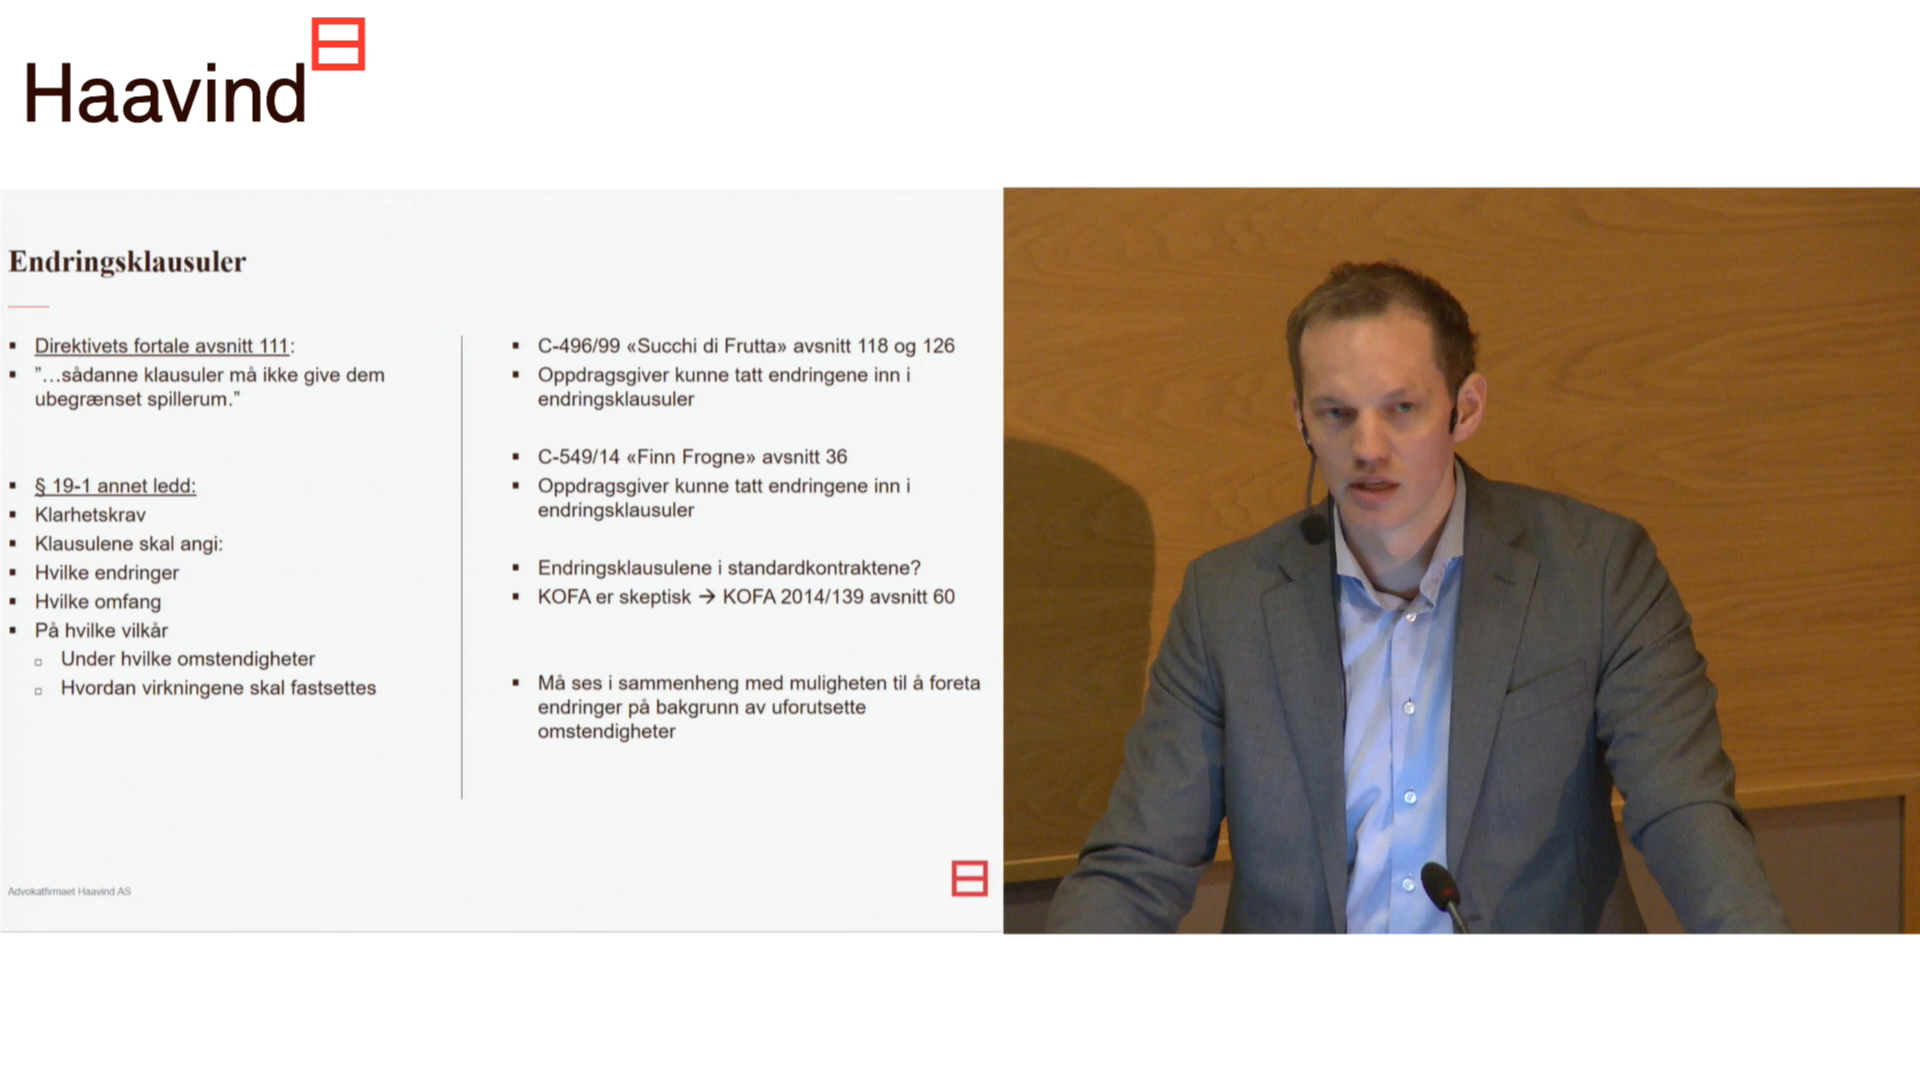 Haavind
Endringsklausuler
▪ Direktivets fortale avsnitt 111:
▪ "…sådanne klausuler må ikke give dem
ubegrænset spillerum.”
▪ § 19-1 annet ledd:
▪ Klarhetskrav
▪ Klausulene skal angi:
▪ Hvilke endringer
▪ Hvilke omfang
▪ På hvilke vilkår
▫ Under hvilke omstendigheter
▫ Hvordan virkningene skal fastsettes
▪ C-496/99 «Succhi di Frutta» avsnitt 118 og 126
▪ Oppdragsgiver kunne tatt endringene inn i
endringsklausuler
▪ C-549/14 «Finn Frogne» avsnitt 36
▪ Oppdragsgiver kunne tatt endringene inn i
endringsklausuler
▪ Endringsklausulene i standardkontraktene?
▪ KOFA er skeptisk → KOFA 2014/139 avsnitt 60
▪ Må ses i sammenheng med muligheten til å foreta
endringer på bakgrunn av uforutsette
omstendigheter
Advokatfirmaet Haavind AS